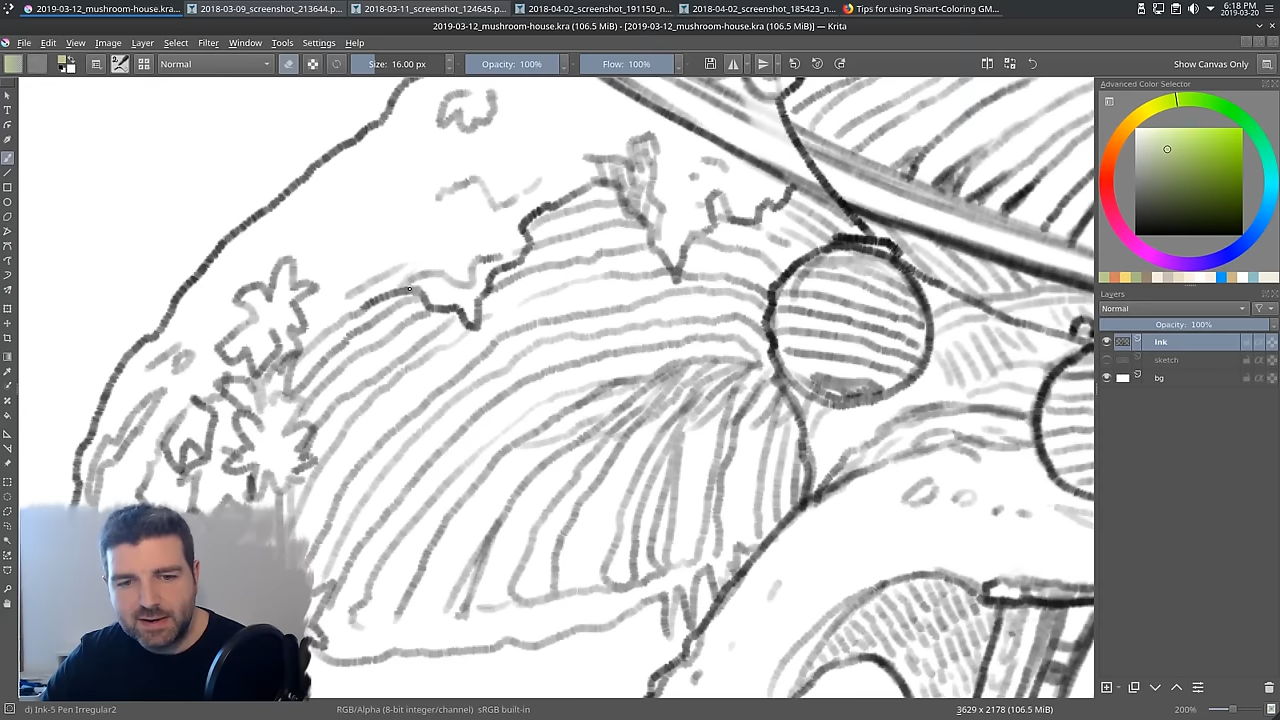 2019-03-12_mushroom-house.kra (106.5 MiB)
2018-03-09_screenshot_213644.p...
2018-03-11_screenshot_124645.p...
2018-04-02_screenshot_191150_n...
2018-04-02_screenshot_185423_n...
Tips for using Smart-Coloring GM...
6:18 PM
2019-03-20
2019-03-12_mushroom-house.kra (106.5 MiB) - [2019-03-12_mushroom-house.kra (106.5 MiB)] — Krita
File Edit View Image Layer Select Filter Window Tools Settings Help
Normal Size: 16.00 px Opacity: 100% Flow: 100% Show Canvas Only
Advanced Color Selector
Layers
Normal
Opacity: 100%
Ink
sketch
bg
d) Ink-5 Pen Irregular2 RGB/Alpha (8-bit integer/channel) sRGB built-in 3629 x 2178 (106.5 MiB) 200%